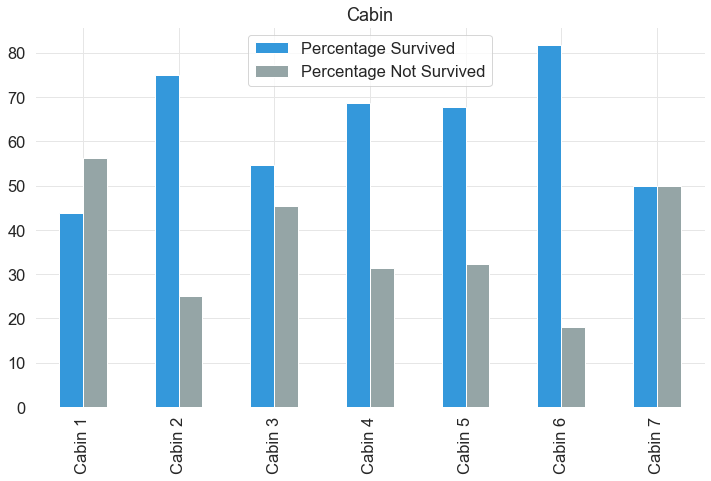 Cabin
Percentage Survived
Percentage Not Survived
80
70
60
50
40
30
20
10
0
Cabin 1
Cabin 2
Cabin 3
Cabin 4
Cabin 5
Cabin 6
Cabin 7